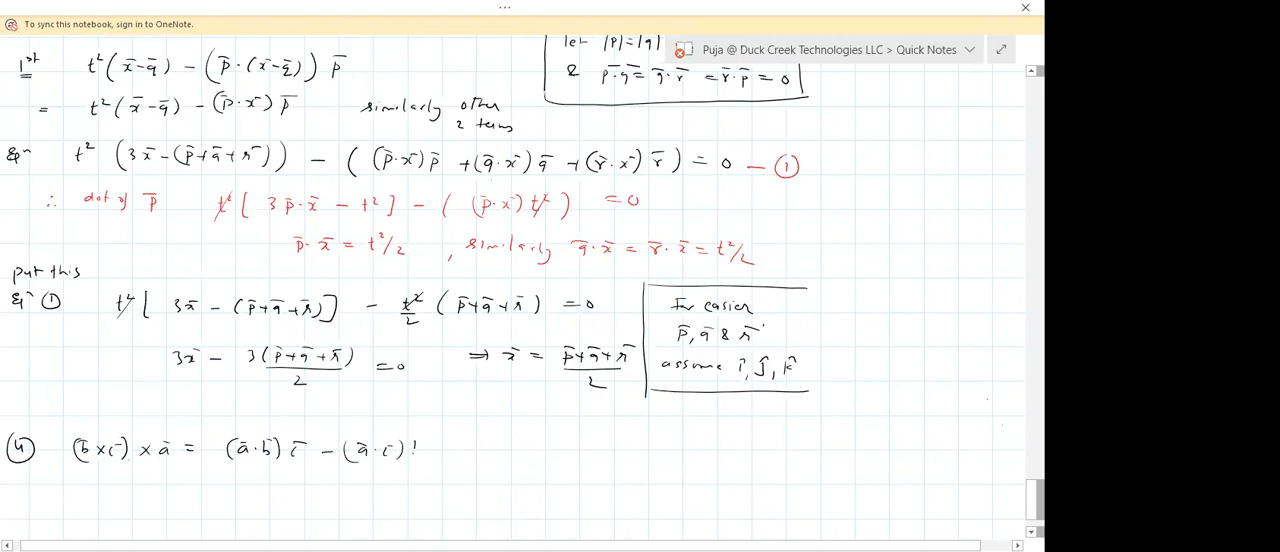 To sync this notebook, sign in to OneNote.
Puja @ Duck Creek Technologies LLC > Quick Notes
let |p|=|q|
& p̄·q̄ = q̄·r̄ = r̄·p̄ = 0
1st t²(x̄-q̄) - (p̄·(x̄-q̄)) p̄
= t²(x̄-q̄) - (p̄·x̄) p̄ similarly other
2 terms
Eqn t² (3x̄-(p̄+q̄+r̄)) - ((p̄·x̄)p̄ +(q̄·x̄)q̄ +(r̄·x̄) r̄) = 0 — ①
∴ dot of p̄ t²[3p̄·x̄ - t²] - ((p̄·x̄) t²) = 0
p̄·x̄ = t²/2 , similarly q̄·x̄ = r̄·x̄ = t²/2
put this
Eqn ① t²[3x̄ - (p̄+q̄+r̄)] - t²/2 (p̄+q̄+r̄) = 0
3x̄ - 3(p̄+q̄+r̄)/2 = 0 ⇒ x̄ = p̄+q̄+r̄/2
For easier
p̄, q̄ & r̄
assume î, ĵ, k̂
④ (b̄×c̄)×ā = (ā·b̄)c̄ - (ā·c̄)